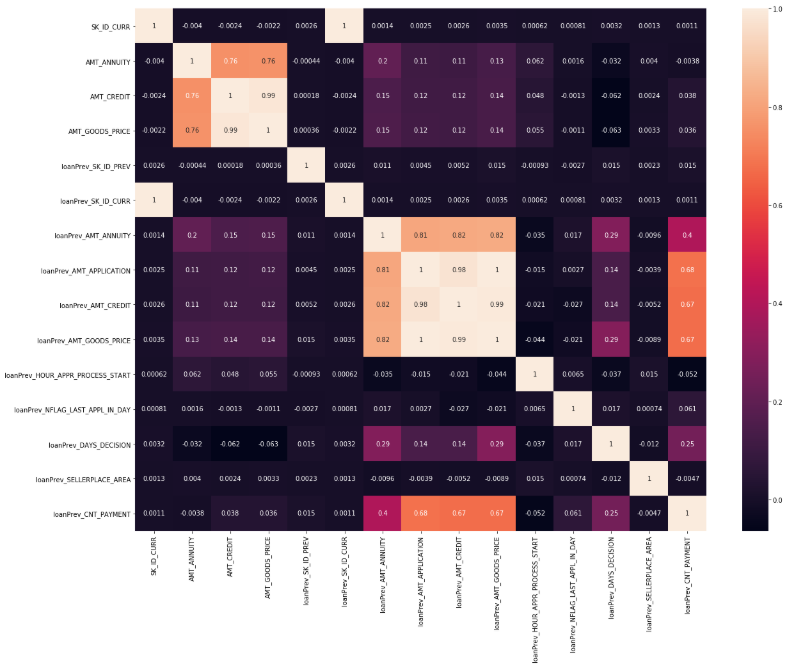 SK_ID_CURR 1 -0.004 -0.0024 -0.0022 0.0026 1 0.0014 0.0025 0.0026 0.0035 0.00062 0.00081 0.0032 0.0013 0.0011
AMT_ANNUITY -0.004 1 0.76 0.76 -0.00044 -0.004 0.2 0.11 0.11 0.13 0.062 0.0016 -0.032 0.004 -0.0038
AMT_CREDIT -0.0024 0.76 1 0.99 0.00018 -0.0024 0.15 0.12 0.12 0.14 0.048 -0.0013 -0.062 0.0024 0.038
AMT_GOODS_PRICE -0.0022 0.76 0.99 1 0.00036 -0.0022 0.15 0.12 0.12 0.14 0.055 -0.0011 -0.063 0.0033 0.036
loanPrev_SK_ID_PREV 0.0026 -0.00044 0.00018 0.00036 1 0.0026 0.011 0.0045 0.0052 0.015 -0.00093 -0.0027 0.015 0.0023 0.015
loanPrev_SK_ID_CURR 1 -0.004 -0.0024 -0.0022 0.0026 1 0.0014 0.0025 0.0026 0.0035 0.00062 0.00081 0.0032 0.0013 0.0011
loanPrev_AMT_ANNUITY 0.0014 0.2 0.15 0.15 0.011 0.0014 1 0.81 0.82 0.82 -0.035 0.017 0.29 -0.0096 0.4
loanPrev_AMT_APPLICATION 0.0025 0.11 0.12 0.12 0.0045 0.0025 0.81 1 0.98 1 -0.015 0.0027 0.14 -0.0039 0.68
loanPrev_AMT_CREDIT 0.0026 0.11 0.12 0.12 0.0052 0.0026 0.82 0.98 1 0.99 -0.021 -0.027 0.14 -0.0052 0.67
loanPrev_AMT_GOODS_PRICE 0.0035 0.13 0.14 0.14 0.015 0.0035 0.82 1 0.99 1 -0.044 -0.021 0.29 -0.0089 0.67
loanPrev_HOUR_APPR_PROCESS_START 0.00062 0.062 0.048 0.055 -0.00093 0.00062 -0.035 -0.015 -0.021 -0.044 1 0.0065 -0.037 0.015 -0.052
loanPrev_NFLAG_LAST_APPL_IN_DAY 0.00081 0.0016 -0.0013 -0.0011 -0.0027 0.00081 0.017 0.0027 -0.027 -0.021 0.0065 1 0.017 0.00074 0.061
loanPrev_DAYS_DECISION 0.0032 -0.032 -0.062 -0.063 0.015 0.0032 0.29 0.14 0.14 0.29 -0.037 0.017 1 -0.012 0.25
loanPrev_SELLERPLACE_AREA 0.0013 0.004 0.0024 0.0033 0.0023 0.0013 -0.0096 -0.0039 -0.0052 -0.0089 0.015 0.00074 -0.012 1 -0.0047
loanPrev_CNT_PAYMENT 0.0011 -0.0038 0.038 0.036 0.015 0.0011 0.4 0.68 0.67 0.67 -0.052 0.061 0.25 -0.0047 1
SK_ID_CURR
AMT_ANNUITY
AMT_CREDIT
AMT_GOODS_PRICE
loanPrev_SK_ID_PREV
loanPrev_SK_ID_CURR
loanPrev_AMT_ANNUITY
loanPrev_AMT_APPLICATION
loanPrev_AMT_CREDIT
loanPrev_AMT_GOODS_PRICE
loanPrev_HOUR_APPR_PROCESS_START
loanPrev_NFLAG_LAST_APPL_IN_DAY
loanPrev_DAYS_DECISION
loanPrev_SELLERPLACE_AREA
loanPrev_CNT_PAYMENT
1.0
0.8
0.6
0.4
0.2
0.0